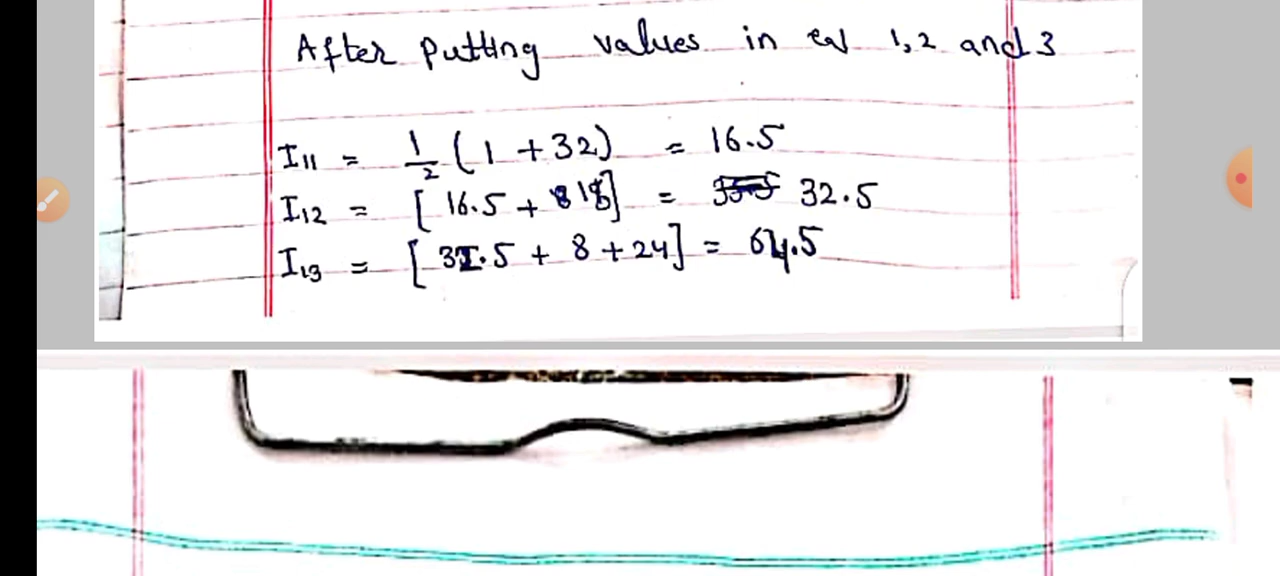 After putting values in eq 1,2 and 3
I11 = 1/2 (1 + 32) = 16.5
I12 = [16.5 + 16] = 32.5
I13 = [32.5 + 8 + 24] = 64.5